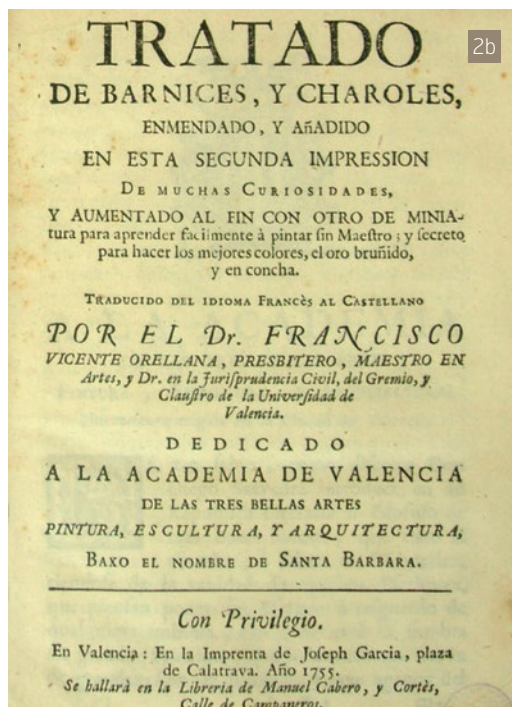 2b
TRATADO
DE BARNICES, Y CHAROLES,
ENMENDADO, Y AñADIDO
EN ESTA SEGUNDA IMPRESSION
DE MUCHAS CURIOSIDADES,
Y AUMENTADO AL FIN CON OTRO DE MINIA-
tura para aprender facilmente à pintar ſin Maeſtro; y ſecreto
para hacer los mejores colores, el oro bruñido,
y en concha.
TRADUCIDO DEL IDIOMA FRANCès AL CASTELLANO
POR EL Dr. FRANCISCO
VICENTE ORELLANA, PRESBITERO, MAESTRO EN
Artes, y Dr. en la Juriſprudencia Civil, del Gremio, y
Clauſtro de la Univerſidad de
Valencia.
DEDICADO
A LA ACADEMIA DE VALENCIA
DE LAS TRES BELLAS ARTES
PINTURA, ESCULTURA, Y ARQUITECTURA,
BAXO EL NOMBRE DE SANTA BARBARA.
Con Privilegio.
En Valencia: En la Imprenta de Joſeph Garcia, plaza
de Calatrava. Año 1755.
Se hallarà en la Libreria de Manuel Cabero, y Cortès,
Calle de Campaneros.